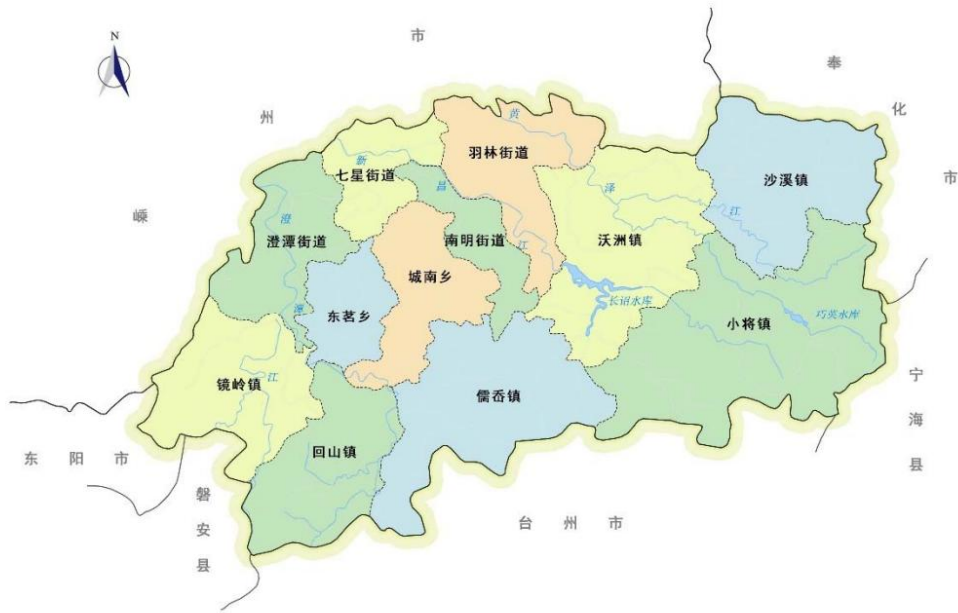 N
市
奉
化
市
州
嵊
黄
羽林街道
新
七星街道
昌
泽
沙溪镇
江
澄
澄潭街道
南明街道
江
沃洲镇
城南乡
长诏水库
潭
东茗乡
小将镇
巧英水库
江
镜岭镇
儒岙镇
宁
海
县
回山镇
东阳市
磐
安
县
台州市